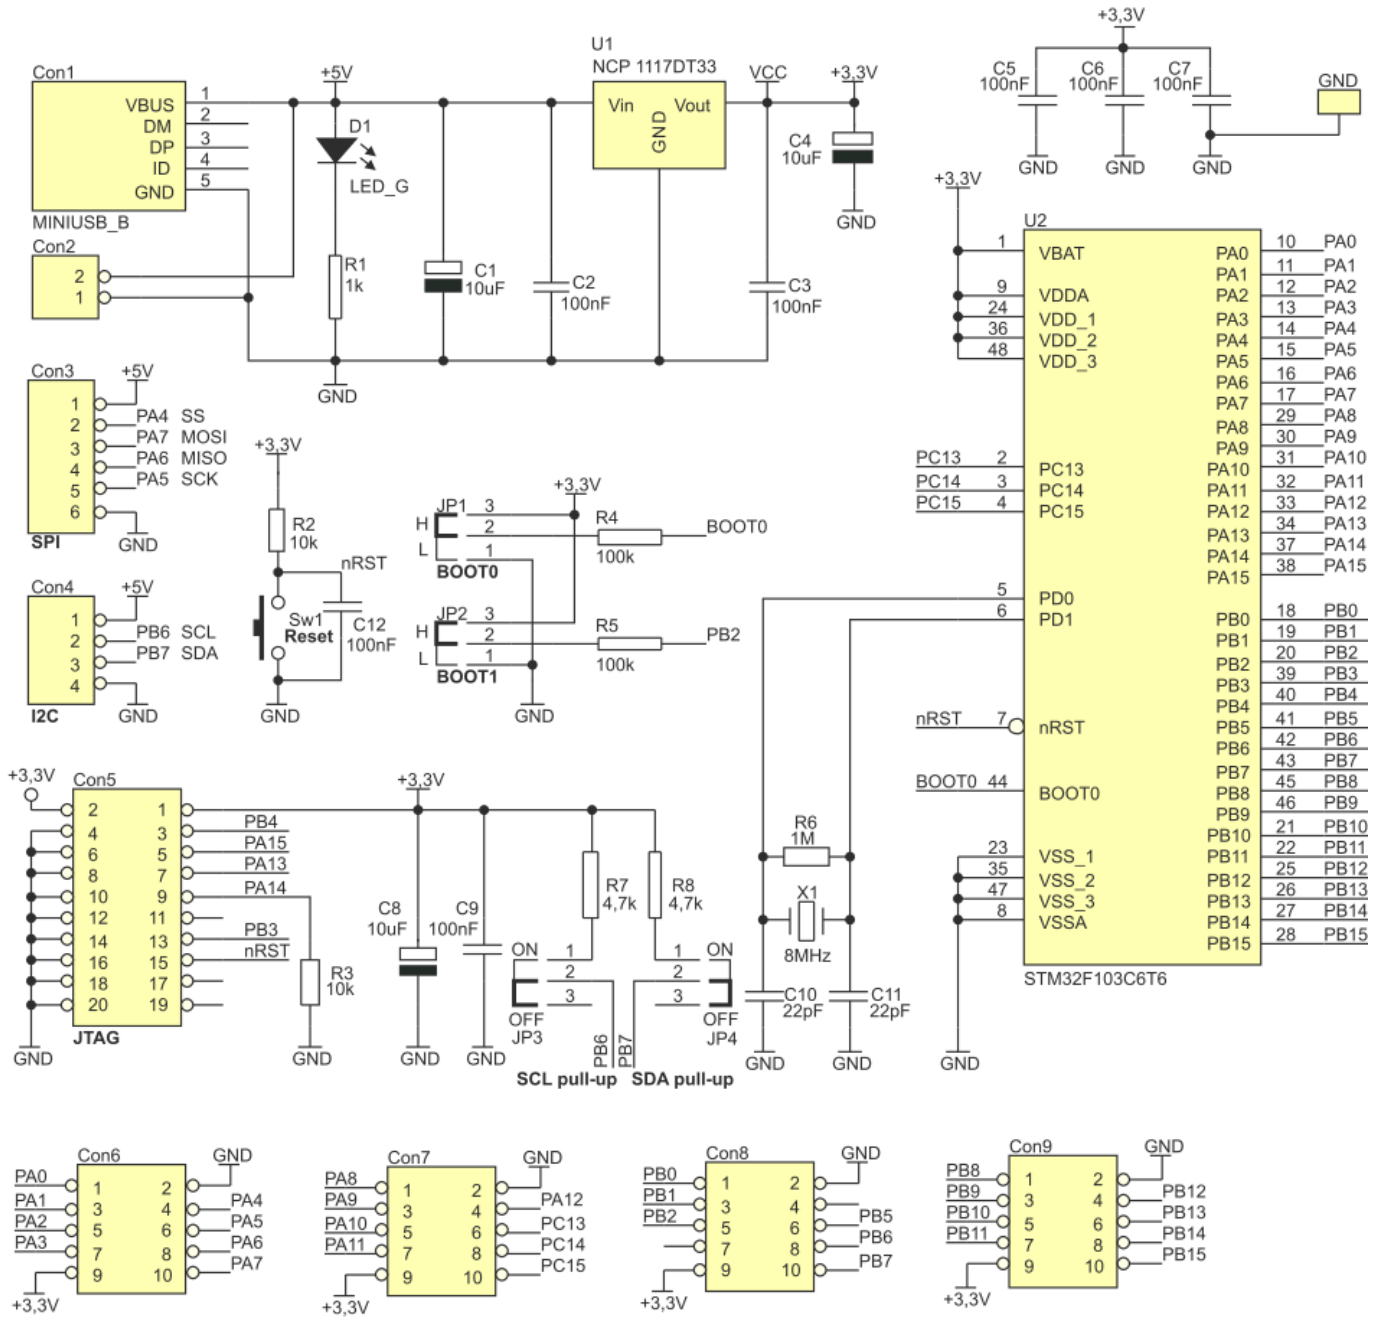 Con1
VBUS 1
DM 2
DP 3
ID 4
GND 5
MINIUSB_B
Con2
2
1
+5V
D1
LED_G
R1
1k
GND
C1
10uF
C2
100nF
U1
NCP 1117DT33
Vin Vout
GND
VCC
+3,3V
C3
100nF
C4
10uF
GND
+3,3V
C5
100nF
C6
100nF
C7
100nF
GND
GND
GND
GND
Con3
+5V
1
2 PA4 SS
3 PA7 MOSI
4 PA6 MISO
5 PA5 SCK
6
GND
SPI
Con4
+5V
1
2 PB6 SCL
3 PB7 SDA
4
GND
I2C
+3,3V
R2
10k
nRST
Sw1
Reset
C12
100nF
GND
+3,3V
JP1
H
L
3
2
1
BOOT0
R4
100k
BOOT0
JP2
H
L
3
2
1
BOOT1
R5
100k
PB2
GND
+3,3V
U2
1 VBAT
9 VDDA
24 VDD_1
36 VDD_2
48 VDD_3
PC13 2 PC13
PC14 3 PC14
PC15 4 PC15
5 PD0
6 PD1
nRST 7 nRST
BOOT0 44 BOOT0
23 VSS_1
35 VSS_2
47 VSS_3
8 VSSA
GND
PA0 10 PA0
PA1 11 PA1
PA2 12 PA2
PA3 13 PA3
PA4 14 PA4
PA5 15 PA5
PA6 16 PA6
PA7 17 PA7
PA8 29 PA8
PA9 30 PA9
PA10 31 PA10
PA11 32 PA11
PA12 33 PA12
PA13 34 PA13
PA14 37 PA14
PA15 38 PA15
PB0 18 PB0
PB1 19 PB1
PB2 20 PB2
PB3 39 PB3
PB4 40 PB4
PB5 41 PB5
PB6 42 PB6
PB7 43 PB7
PB8 45 PB8
PB9 46 PB9
PB10 21 PB10
PB11 22 PB11
PB12 25 PB12
PB13 26 PB13
PB14 27 PB14
PB15 28 PB15
STM32F103C6T6
+3,3V
Con5
2 1
4 3 PB4
6 5 PA15
8 7 PA13
10 9 PA14
12 11
14 13 PB3
16 15 nRST
18 17
20 19
GND
JTAG
R3
10k
GND
+3,3V
C8
10uF
GND
C9
100nF
GND
R7
4,7k
R8
4,7k
ON
1
2
3
OFF
JP3
PB6
SCL pull-up
ON
1
2
3
OFF
JP4
PB7
SDA pull-up
R6
1M
X1
8MHz
C10
22pF
C11
22pF
GND
GND
Con6
GND
PA0 1 2
PA1 3 4 PA4
PA2 5 6 PA5
PA3 7 8 PA6
9 10 PA7
+3,3V
Con7
GND
PA8 1 2
PA9 3 4 PA12
PA10 5 6 PC13
PA11 7 8 PC14
9 10 PC15
+3,3V
Con8
GND
PB0 1 2
PB1 3 4
PB2 5 6 PB5
7 8 PB6
9 10 PB7
+3,3V
Con9
GND
PB8 1 2
PB9 3 4 PB12
PB10 5 6 PB13
PB11 7 8 PB14
9 10 PB15
+3,3V